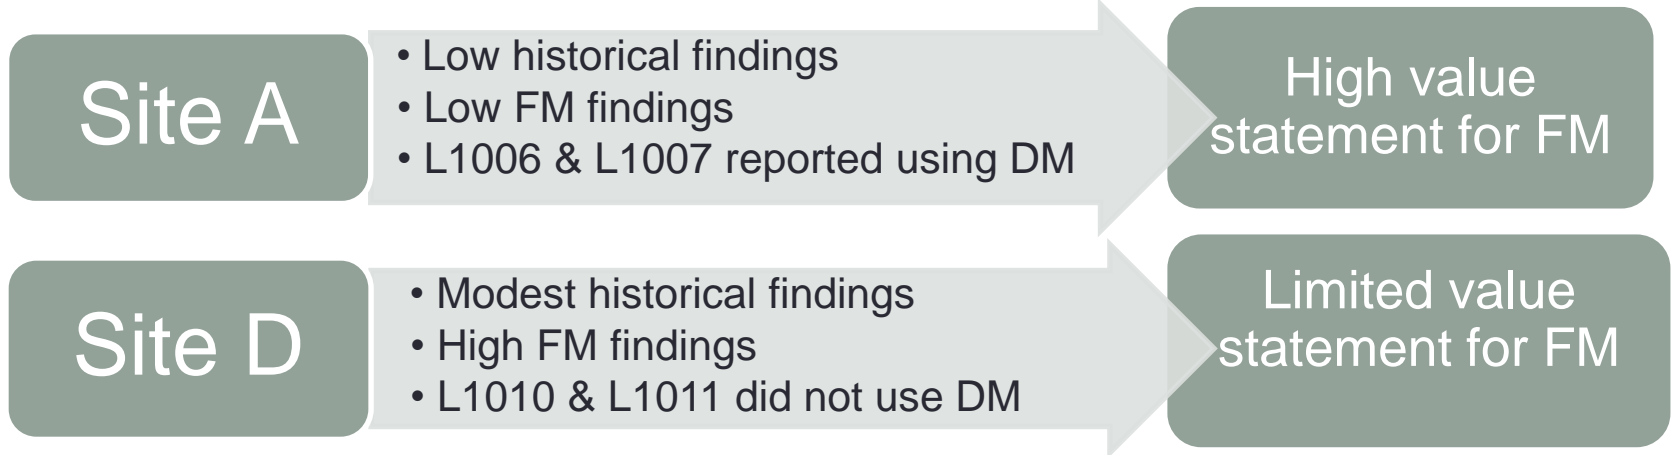 Site A
• Low historical findings
• Low FM findings
• L1006 & L1007 reported using DM
High value
statement for FM
Site D
• Modest historical findings
• High FM findings
• L1010 & L1011 did not use DM
Limited value
statement for FM